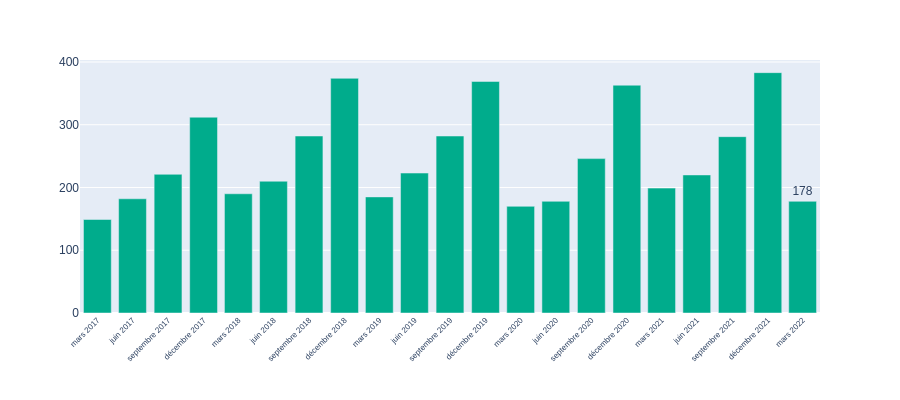 400
300
200
100
0
178
mars 2017
juin 2017
septembre 2017
décembre 2017
mars 2018
juin 2018
septembre 2018
décembre 2018
mars 2019
juin 2019
septembre 2019
décembre 2019
mars 2020
juin 2020
septembre 2020
décembre 2020
mars 2021
juin 2021
septembre 2021
décembre 2021
mars 2022